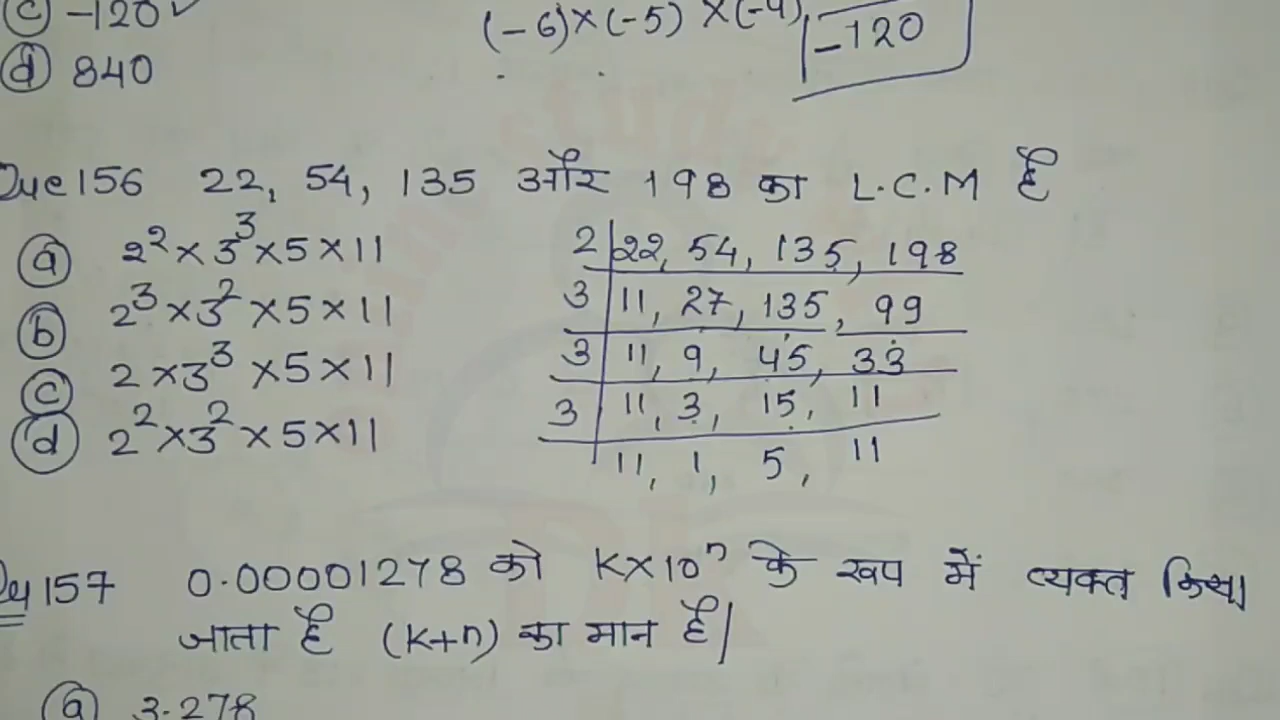 (c) -120 ✓
(d) 840
(-6)×(-5)×(-4)
-120
Que 156 22, 54, 135 और 198 का L.C.M है
(a) 2²×3³×5×11
(b) 2³×3²×5×11
(c) 2×3³×5×11
(d) 2²×3²×5×11
2 | 22, 54, 135, 198
3 | 11, 27, 135, 99
3 | 11, 9, 45, 33
3 | 11, 3, 15, 11
11, 1, 5, 11
157 0.00001278 को K×10ⁿ के रूप में व्यक्त किया
जाता है (K+n) का मान है|
(a) 3.278